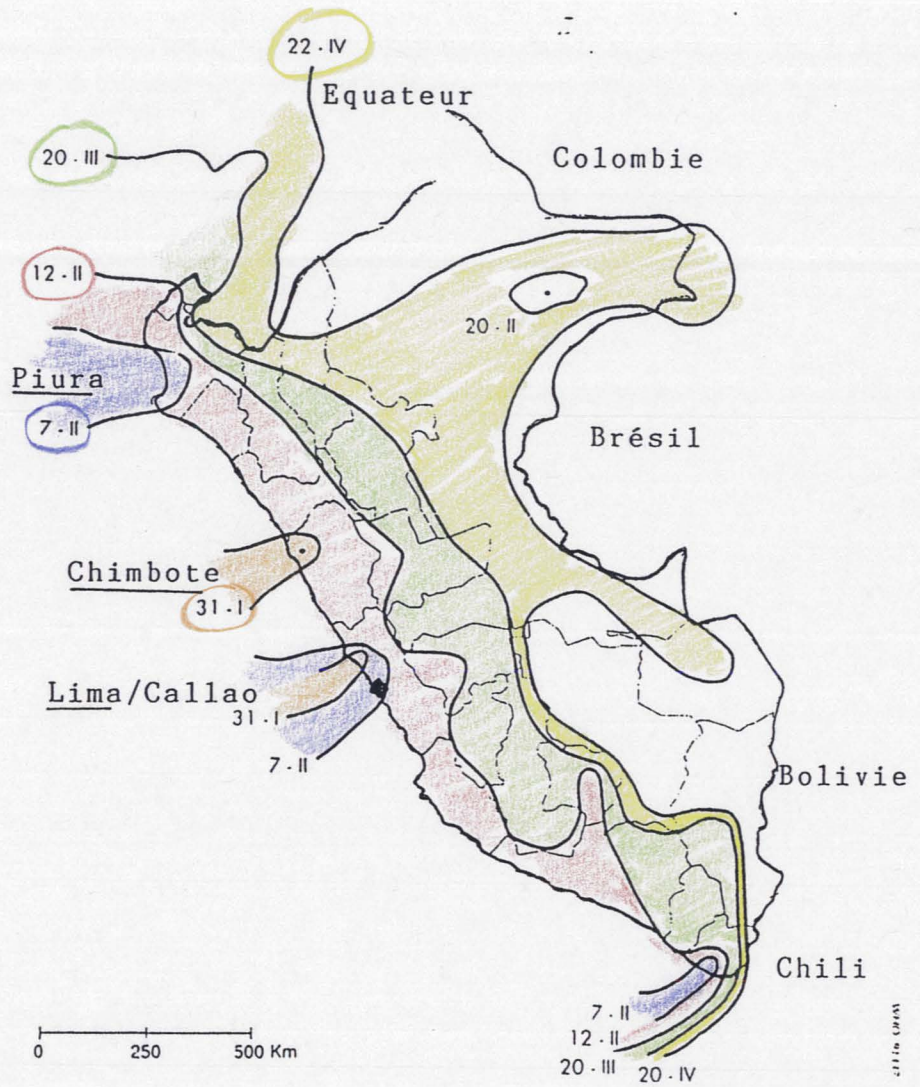 22 · IV
Equateur
20 · III
Colombie
12 · II
20 · II
Piura
7 · II
Brésil
Chimbote
31 · I
Lima/Callao
31 · I
7 · II
Bolivie
Chili
7 · II
12 · II
20 · III
20 · IV
0 250 500 Km